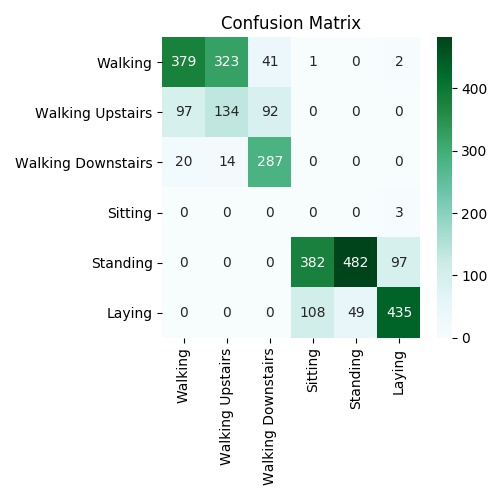 Confusion Matrix
Walking 379 323 41 1 0 2
Walking Upstairs 97 134 92 0 0 0
Walking Downstairs 20 14 287 0 0 0
Sitting 0 0 0 0 0 3
Standing 0 0 0 382 482 97
Laying 0 0 0 108 49 435
Walking
Walking Upstairs
Walking Downstairs
Sitting
Standing
Laying
400
300
200
100
0